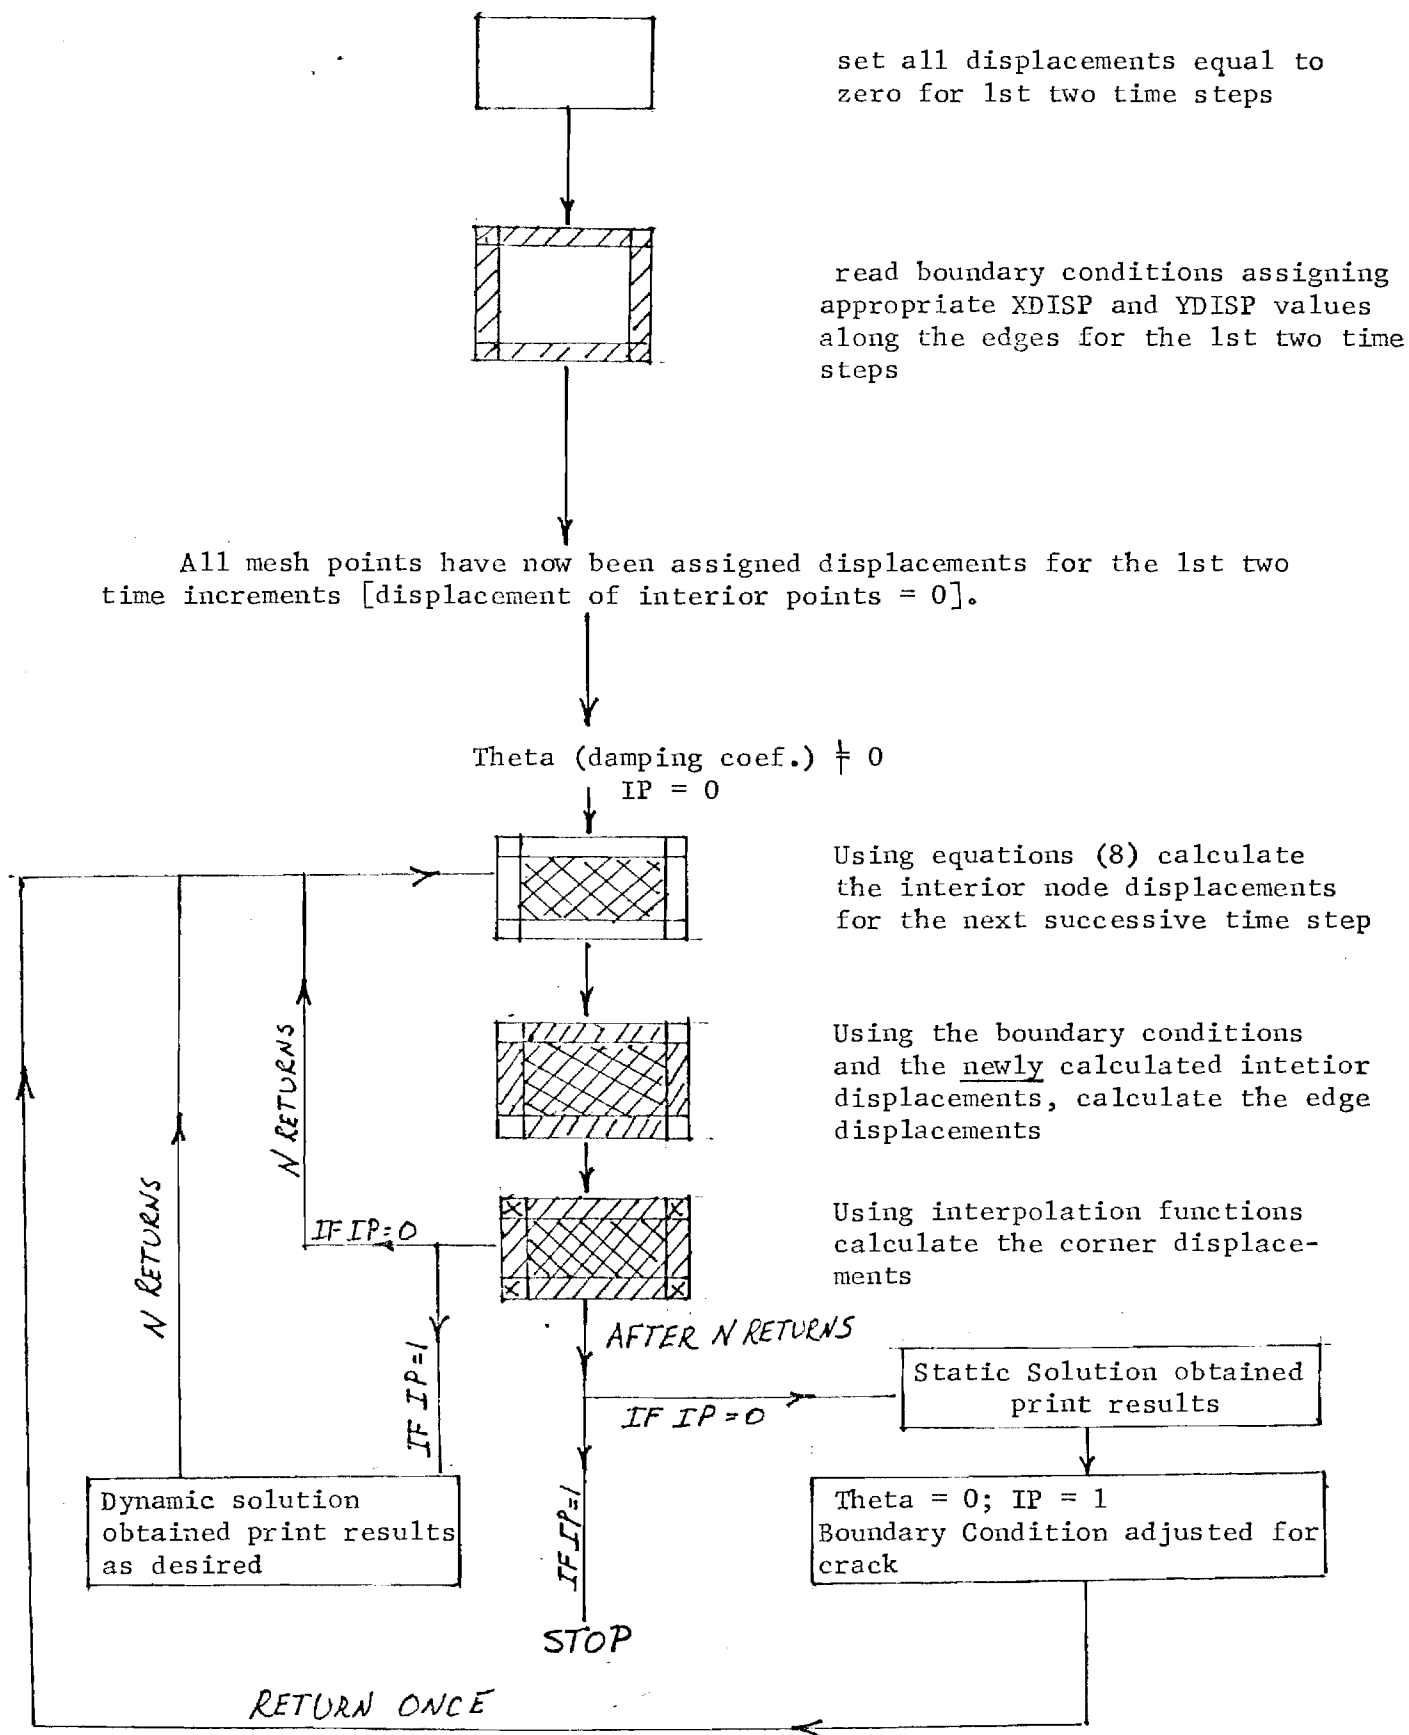 set all displacements equal to
zero for 1st two time steps
read boundary conditions assigning
appropriate XDISP and YDISP values
along the edges for the 1st two time
steps
All mesh points have now been assigned displacements for the 1st two
time increments [displacement of interior points = 0].
Theta (damping coef.) ≠ 0
IP = 0
Using equations (8) calculate
the interior node displacements
for the next successive time step
Using the boundary conditions
and the newly calculated intetior
displacements, calculate the edge
displacements
N RETURNS
N RETURNS
IF IP=0
X X
X X
Using interpolation functions
calculate the corner displace-
ments
AFTER N RETURNS
IF IP=1
IF IP=0
Static Solution obtained
print results
Dynamic solution
obtained print results
as desired
IF IP=1
Theta = 0; IP = 1
Boundary Condition adjusted for
crack
STOP
RETURN ONCE